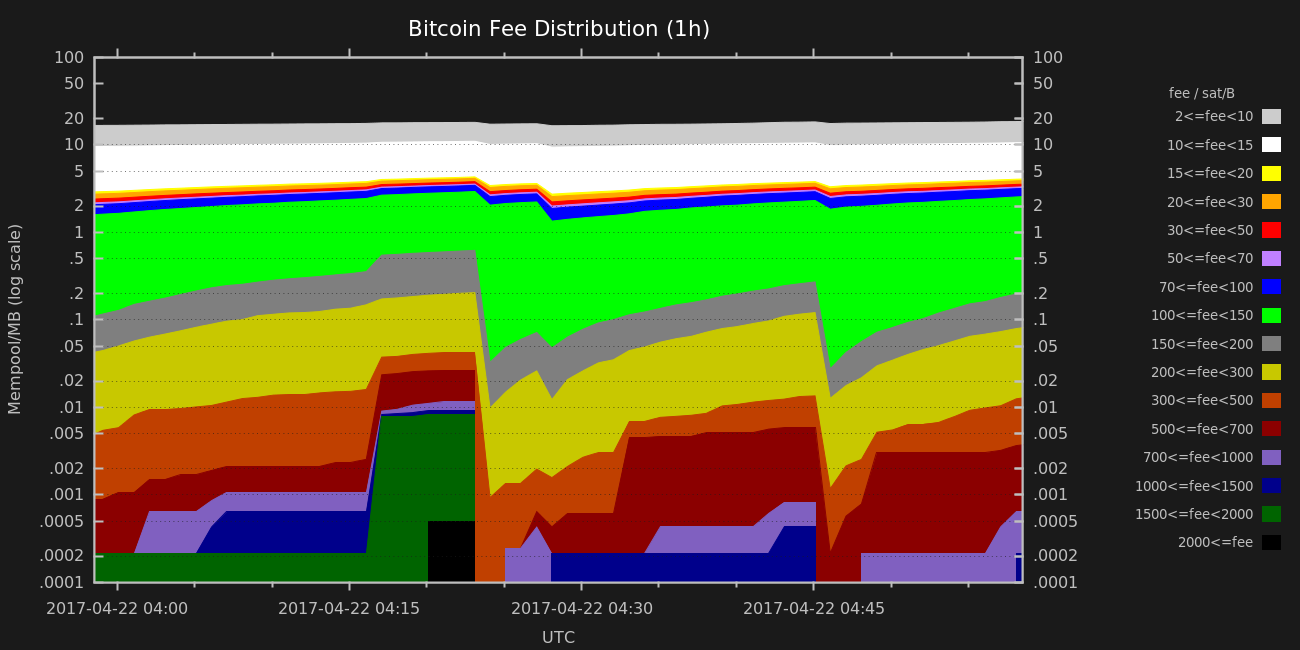 Bitcoin Fee Distribution (1h)
Mempool/MB (log scale)
100
50
20
10
5
2
1
.5
.2
.1
.05
.02
.01
.005
.002
.001
.0005
.0002
.0001
100
50
20
10
5
2
1
.5
.2
.1
.05
.02
.01
.005
.002
.001
.0005
.0002
.0001
2017-04-22 04:00
2017-04-22 04:15
2017-04-22 04:30
2017-04-22 04:45
UTC
fee / sat/B
2<=fee<10
10<=fee<15
15<=fee<20
20<=fee<30
30<=fee<50
50<=fee<70
70<=fee<100
100<=fee<150
150<=fee<200
200<=fee<300
300<=fee<500
500<=fee<700
700<=fee<1000
1000<=fee<1500
1500<=fee<2000
2000<=fee